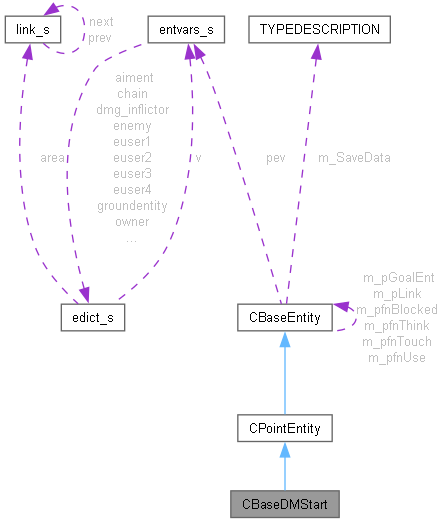 link_s
next
prev
entvars_s
TYPEDESCRIPTION
aiment
chain
dmg_inflictor
enemy
euser1
euser2
euser3
euser4
groundentity
owner
...
area
v
pev
m_SaveData
edict_s
CBaseEntity
m_pGoalEnt
m_pLink
m_pfnBlocked
m_pfnThink
m_pfnTouch
m_pfnUse
CPointEntity
CBaseDMStart